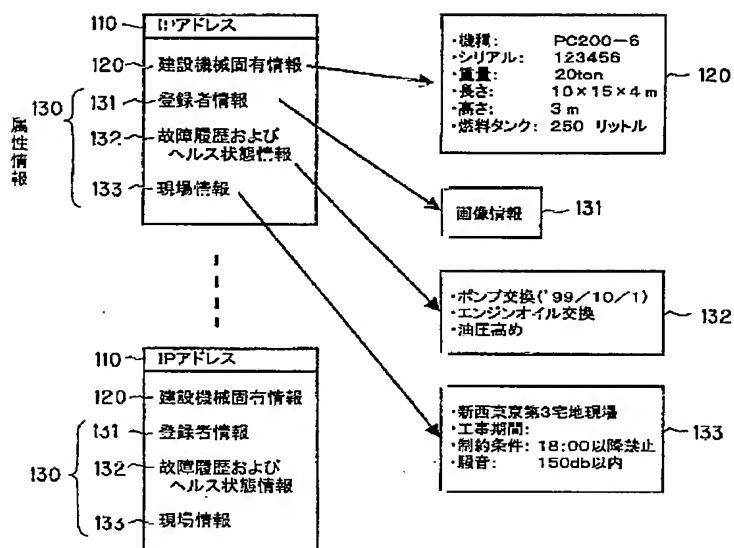 110
IPアドレス
120
建設機械固有情報
130
属性情報
131
登録者情報
132
故障履歴および
ヘルス状態情報
133
現場情報
・機種: PC200-6
・シリアル: 123456
・重量: 20ton
・長さ: 10×15×4m
・高さ: 3m
・燃料タンク: 250 リットル
120
画像情報
131
・ポンプ交換('99/10/1)
・エンジンオイル交換
・油圧高め
132
・新西東京第3宅地現場
・工事期間:
・制約条件: 18:00以降禁止
・騒音: 150db以内
133
110
IPアドレス
120
建設機械固有情報
130
131
登録者情報
132
故障履歴および
ヘルス状態情報
133
現場情報